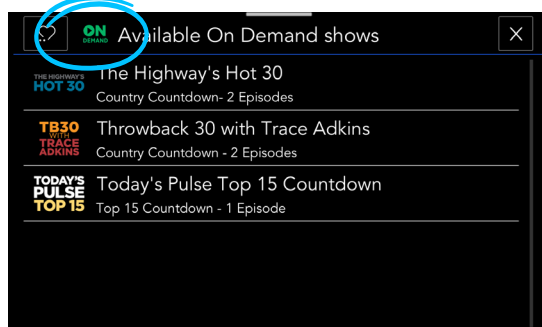 ON
DEMAND
Available On Demand shows
THE HIGHWAY'S
HOT 30
The Highway's Hot 30
Country Countdown- 2 Episodes
TB30
WITH
TRACE
ADKINS
Throwback 30 with Trace Adkins
Country Countdown - 2 Episodes
TODAY'S
PULSE
TOP 15
Today's Pulse Top 15 Countdown
Top 15 Countdown - 1 Episode